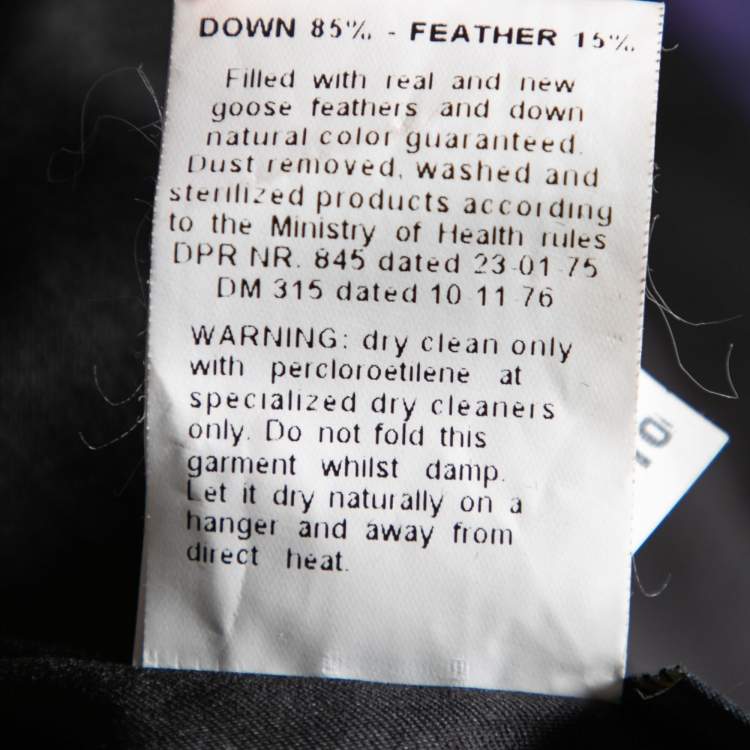 DOWN 85% - FEATHER 15%
Filled with real and new
goose feathers and down
natural color guaranteed.
Dust removed, washed and
sterilized products according
to the Ministry of Health rules
DPR NR. 845 dated 23-01-75
DM 315 dated 10-11-76
WARNING: dry clean only
with percloroetilene at
specialized dry cleaners
only. Do not fold this
garment whilst damp.
Let it dry naturally on a
hanger and away from
direct heat.